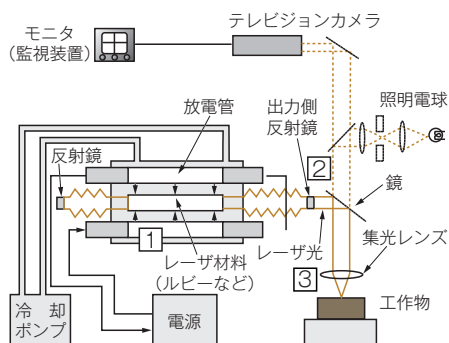 テレビジョンカメラ
モニタ
(監視装置)
照明電球
放電管
出力側
反射鏡
反射鏡
2
鏡
1
レーザ光
レーザ材料
(ルビーなど)
集光レンズ
3
冷却
ポンプ
電源
工作物